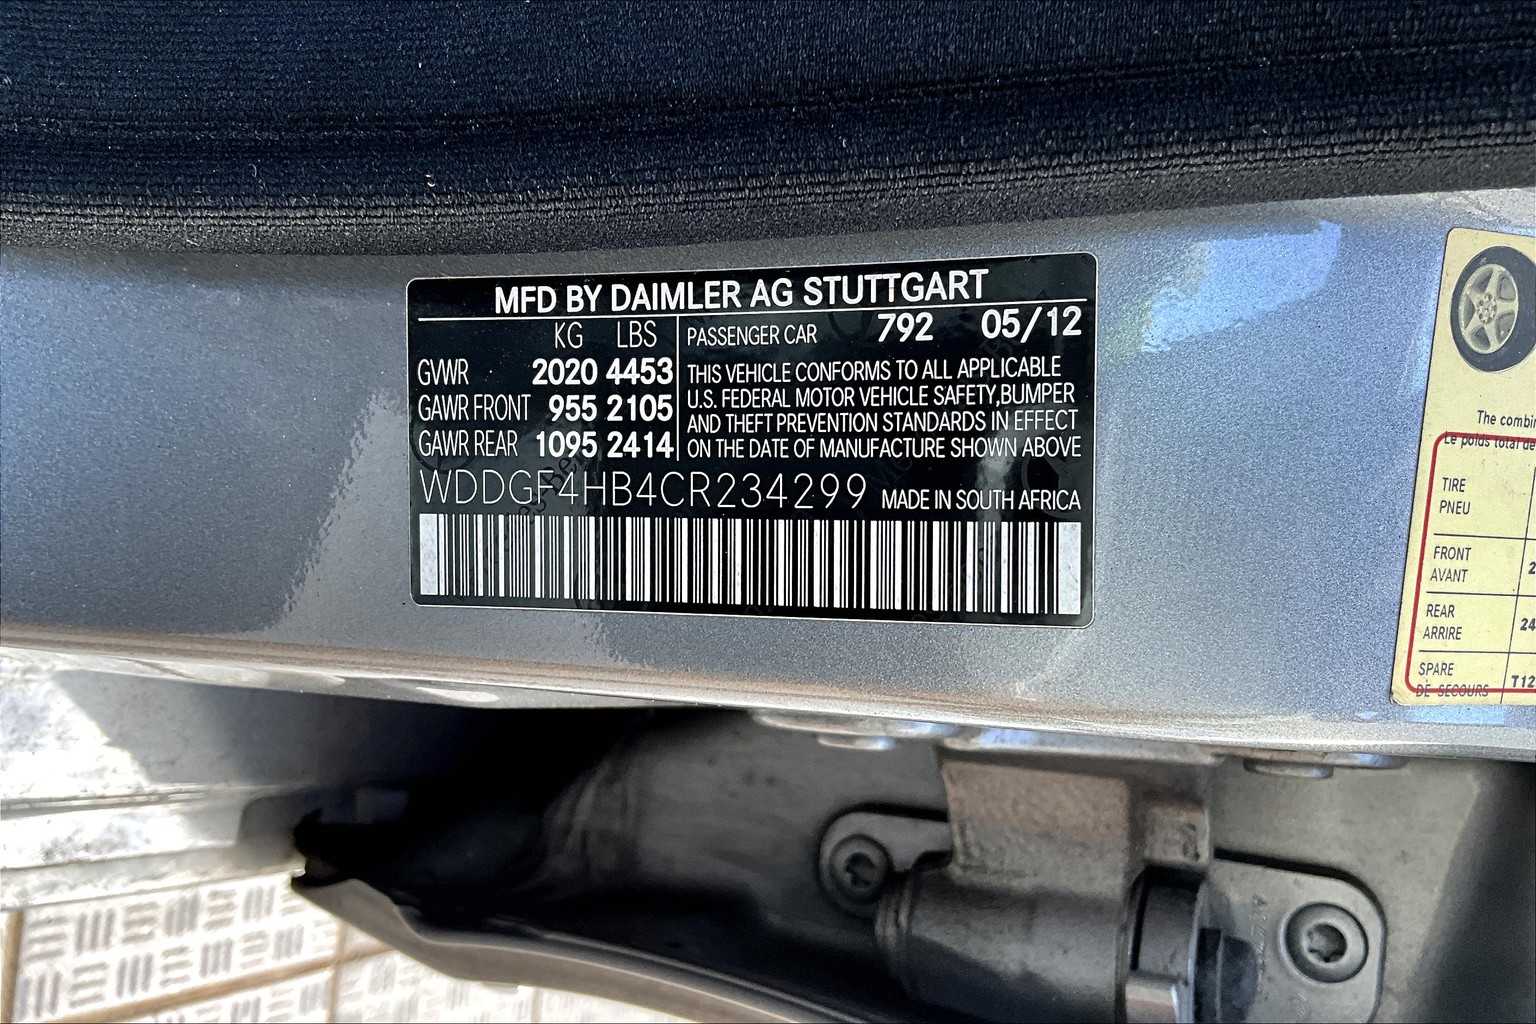 MFD BY DAIMLER AG STUTTGART
KG LBS
GVWR 2020 4453
GAWR FRONT 955 2105
GAWR REAR 1095 2414
PASSENGER CAR 792 05/12
THIS VEHICLE CONFORMS TO ALL APPLICABLE
U.S. FEDERAL MOTOR VEHICLE SAFETY,BUMPER
AND THEFT PREVENTION STANDARDS IN EFFECT
ON THE DATE OF MANUFACTURE SHOWN ABOVE
WDDGF4HB4CR234299 MADE IN SOUTH AFRICA
The combi
Le poids total de
TIRE
PNEU
FRONT
AVANT 2
REAR
ARRIRE 24
SPARE
DE SECOURS T12